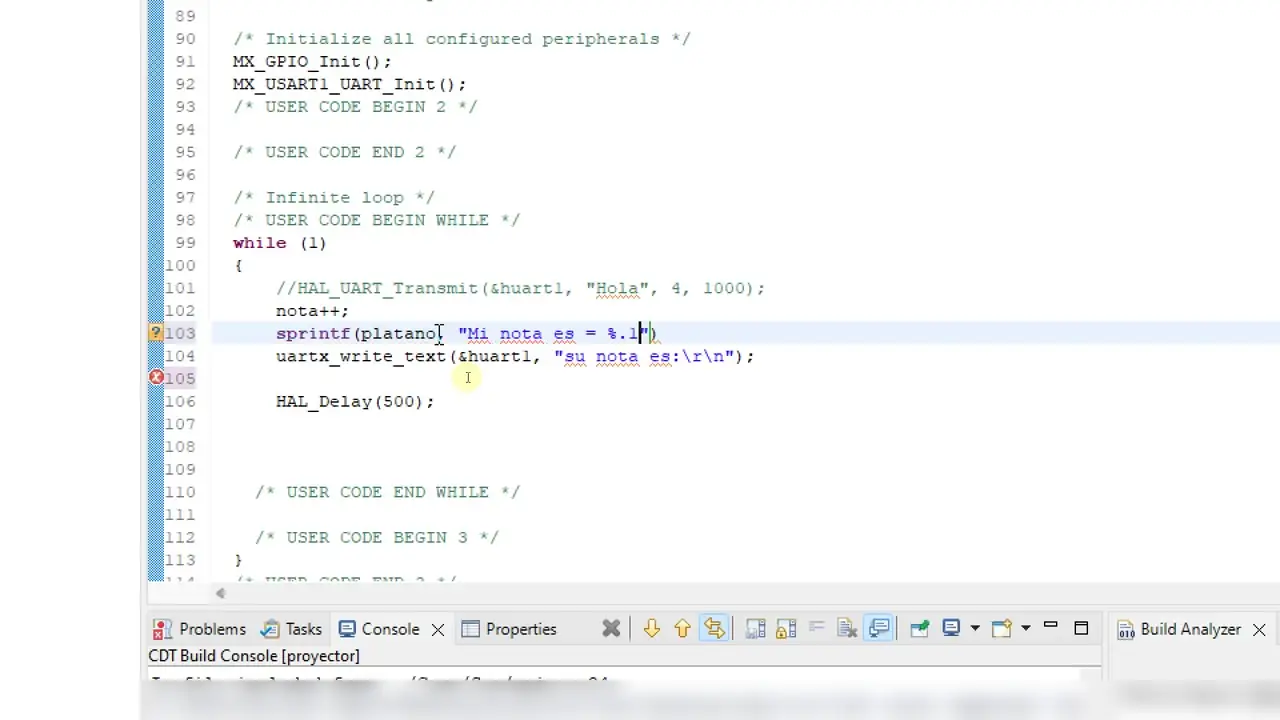 89
90 /* Initialize all configured peripherals */
91 MX_GPIO_Init();
92 MX_USART1_UART_Init();
93 /* USER CODE BEGIN 2 */
94
95 /* USER CODE END 2 */
96
97 /* Infinite loop */
98 /* USER CODE BEGIN WHILE */
99 while (1)
100 {
101 //HAL_UART_Transmit(&huart1, "Hola", 4, 1000);
102 nota++;
103 sprintf(platano, "Mi nota es = %.1")
104 uartx_write_text(&huart1, "su nota es:\r\n");
105
106 HAL_Delay(500);
107
108
109
110 /* USER CODE END WHILE */
111
112 /* USER CODE BEGIN 3 */
113 }
Problems Tasks Console Properties Build Analyzer
CDT Build Console [proyector]